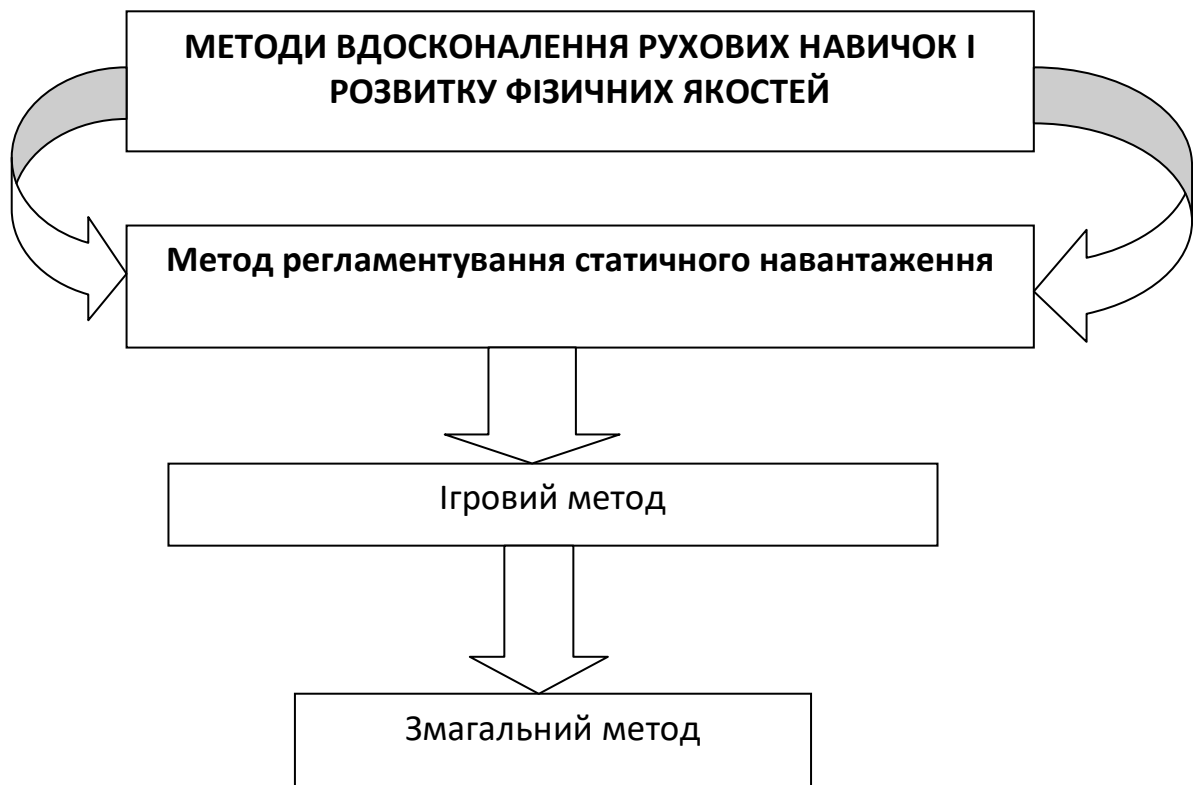 МЕТОДИ ВДОСКОНАЛЕННЯ РУХОВИХ НАВИЧОК І
РОЗВИТКУ ФІЗИЧНИХ ЯКОСТЕЙ
Метод регламентування статичного навантаження
Ігровий метод
Змагальний метод